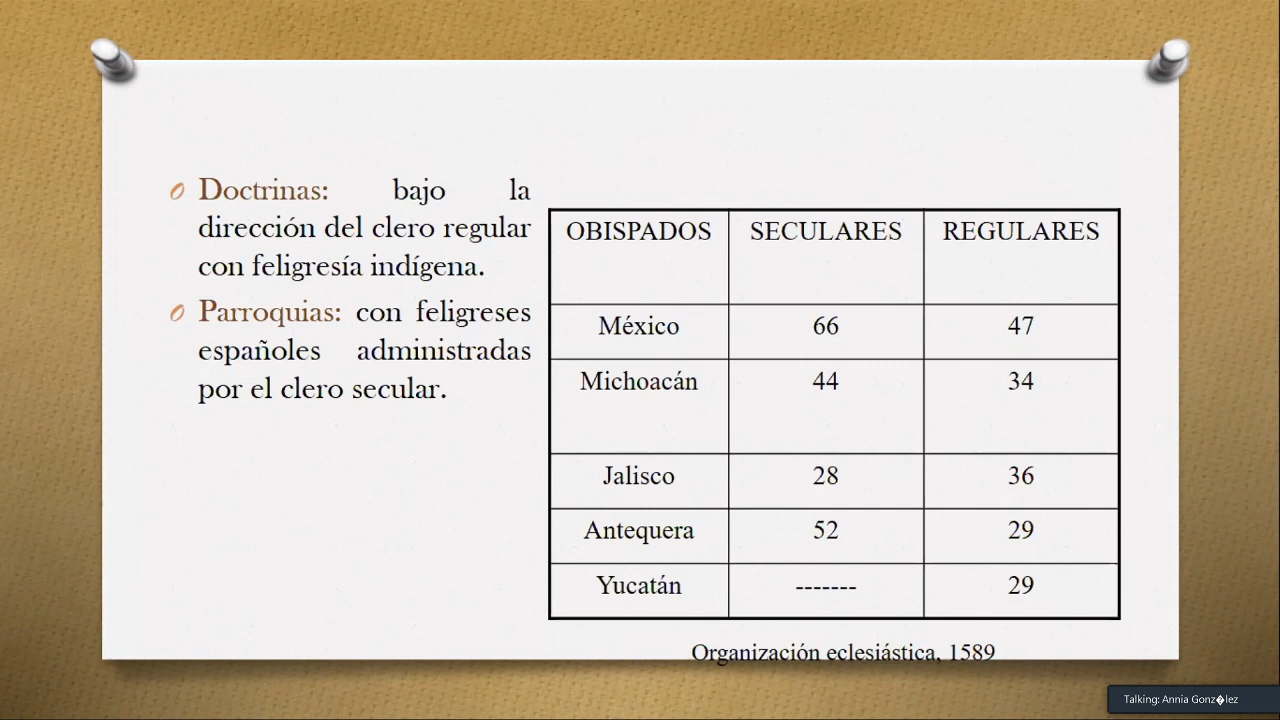 Doctrinas: bajo la
dirección del clero regular
con feligresía indígena.
Parroquias: con feligreses
españoles administradas
por el clero secular.
OBISPADOS SECULARES REGULARES
México 66 47
Michoacán 44 34
Jalisco 28 36
Antequera 52 29
Yucatán ------- 29
Organización eclesiástica, 1589
Talking: Annia Gonz�lez